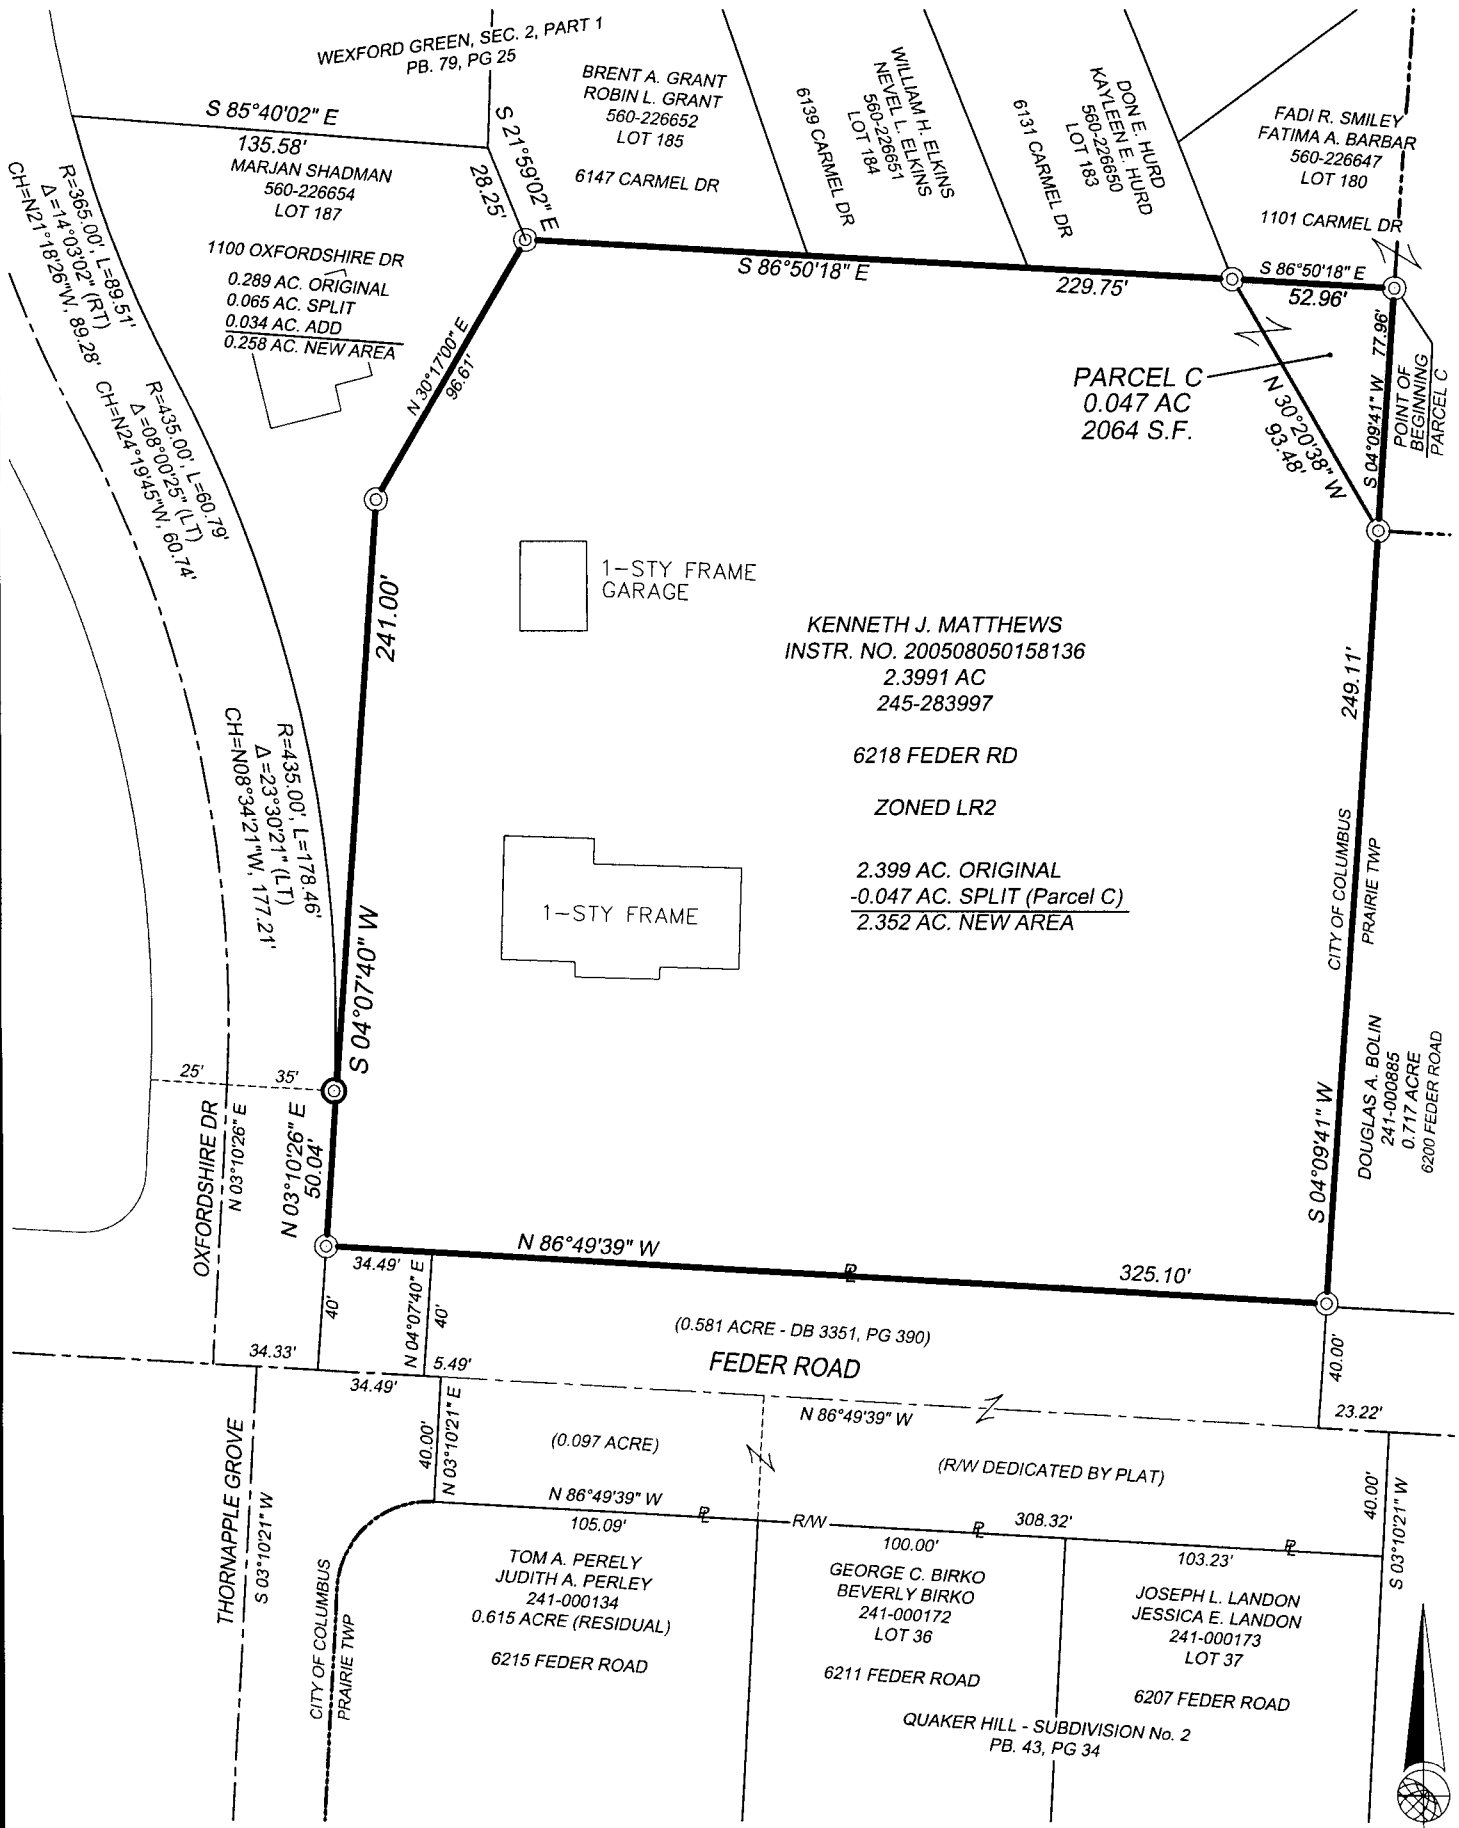 WEXFORD GREEN, SEC. 2, PART 1
PB. 79, PG 25
S 85°40'02" E
135.58'
MARJAN SHADMAN
560-226654
LOT 187
1100 OXFORDSHIRE DR
0.289 AC. ORIGINAL
0.065 AC. SPLIT
0.034 AC. ADD
0.258 AC. NEW AREA
S 21°59'02" E
28.25'
BRENT A. GRANT
ROBIN L. GRANT
560-226652
LOT 185
6147 CARMEL DR
WILLIAM H. ELKINS
NEVEL L. ELKINS
560-226651
LOT 184
6139 CARMEL DR
DON E. HURD
KAYLEEN E. HURD
560-226650
LOT 183
6131 CARMEL DR
FADI R. SMILEY
FATIMA A. BARBAR
560-226647
LOT 180
1101 CARMEL DR
R=365.00', L=89.51'
Δ=14°03'02" (RT)
CH=N21°18'26"W, 89.28'
R=435.00', L=60.79'
Δ=08°00'25" (LT)
CH=N24°19'45"W, 60.74'
R=435.00', L=178.46'
Δ=23°30'21" (LT)
CH=N08°34'21"W, 177.21'
S 86°50'18" E
229.75'
S 86°50'18" E
52.96'
N 30°17'00" E
96.61'
PARCEL C
0.047 AC
2064 S.F.
N 30°20'38" W
93.48'
S 04°09'41" W 77.96'
POINT OF
BEGINNING
PARCEL C
241.00'
S 04°07'40" W
1-STY FRAME
GARAGE
KENNETH J. MATTHEWS
INSTR. NO. 200508050158136
2.3991 AC
245-283997
6218 FEDER RD
ZONED LR2
2.399 AC. ORIGINAL
-0.047 AC. SPLIT (Parcel C)
2.352 AC. NEW AREA
1-STY FRAME
249.11'
S 04°09'41" W
CITY OF COLUMBUS
PRAIRIE TWP
DOUGLAS A. BOLIN
241-000885
0.717 ACRE
6200 FEDER ROAD
25'
35'
OXFORDSHIRE DR
N 03°10'26" E
N 03°10'26" E
50.04'
N 86°49'39" W
325.10'
34.49'
40'
N 04°07'40" E
40'
(0.581 ACRE - DB 3351, PG 390)
FEDER ROAD
34.33'
34.49'
5.49'
40.00'
23.22'
N 86°49'39" W
THORNAPPLE GROVE
S 03°10'21" W
40.00'
N 03°10'21" E
(0.097 ACRE)
(R/W DEDICATED BY PLAT)
40.00'
S 03°10'21" W
N 86°49'39" W
105.09'
R/W
308.32'
100.00'
103.23'
CITY OF COLUMBUS
PRAIRIE TWP
TOM A. PERELY
JUDITH A. PERLEY
241-000134
0.615 ACRE (RESIDUAL)
6215 FEDER ROAD
GEORGE C. BIRKO
BEVERLY BIRKO
241-000172
LOT 36
6211 FEDER ROAD
JOSEPH L. LANDON
JESSICA E. LANDON
241-000173
LOT 37
6207 FEDER ROAD
QUAKER HILL - SUBDIVISION No. 2
PB. 43, PG 34